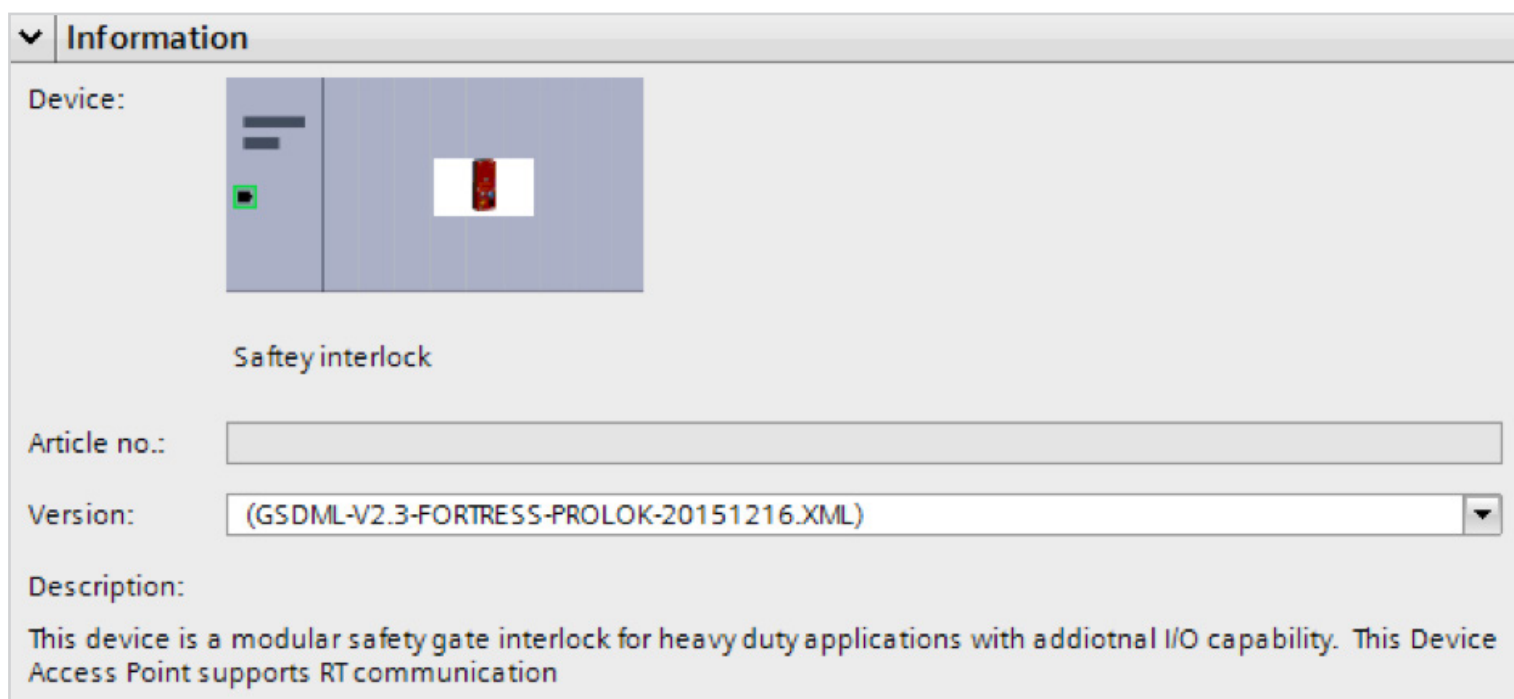 Information
Device:
Saftey interlock
Article no.:
Version: (GSDML-V2.3-FORTRESS-PROLOK-20151216.XML)
Description:
This device is a modular safety gate interlock for heavy duty applications with addiotnal I/O capability. This Device
Access Point supports RT communication